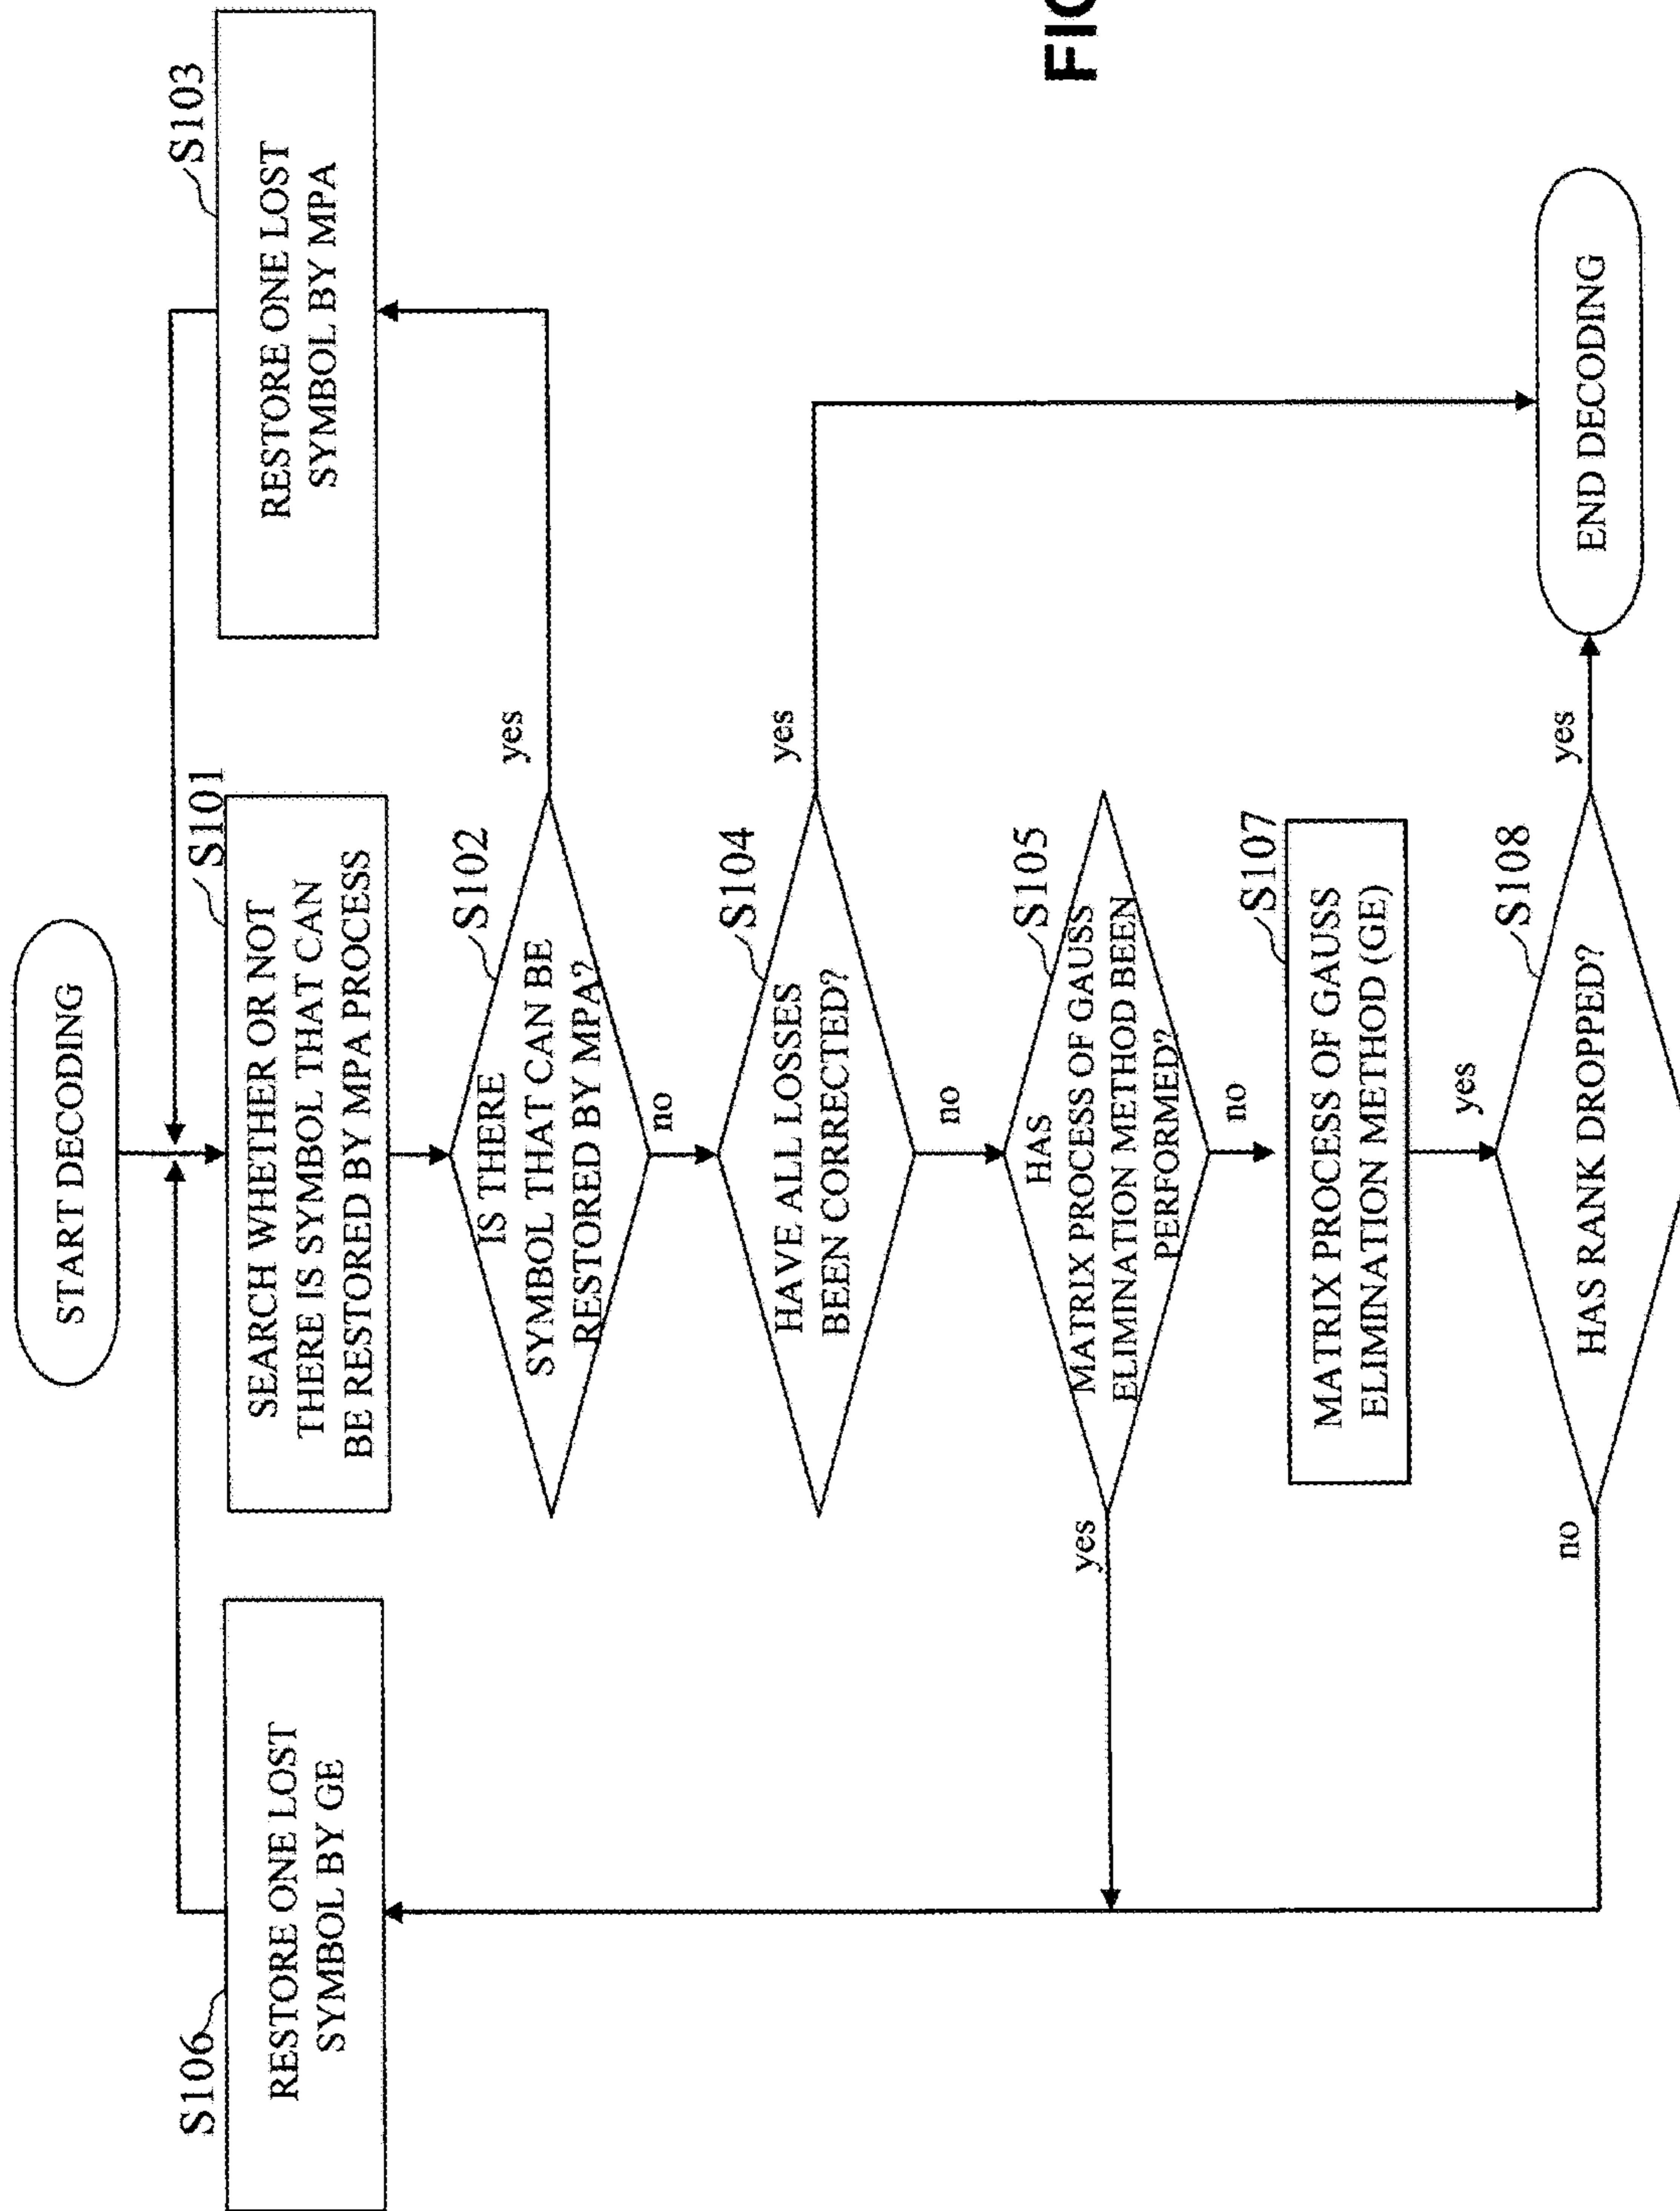 START DECODING
S101
SEARCH WHETHER OR NOT
THERE IS SYMBOL THAT CAN
BE RESTORED BY MPA PROCESS
S103
RESTORE ONE LOST
SYMBOL BY MPA
S106
RESTORE ONE LOST
SYMBOL BY GE
S102
IS THERE
SYMBOL THAT CAN BE
RESTORED BY MPA?
yes
no
S104
HAVE ALL LOSSES
BEEN CORRECTED?
yes
no
S105
HAS
MATRIX PROCESS OF GAUSS
ELIMINATION METHOD BEEN
PERFORMED?
yes
no
S107
MATRIX PROCESS OF GAUSS
ELIMINATION METHOD (GE)
yes
S108
HAS RANK DROPPED?
yes
no
END DECODING